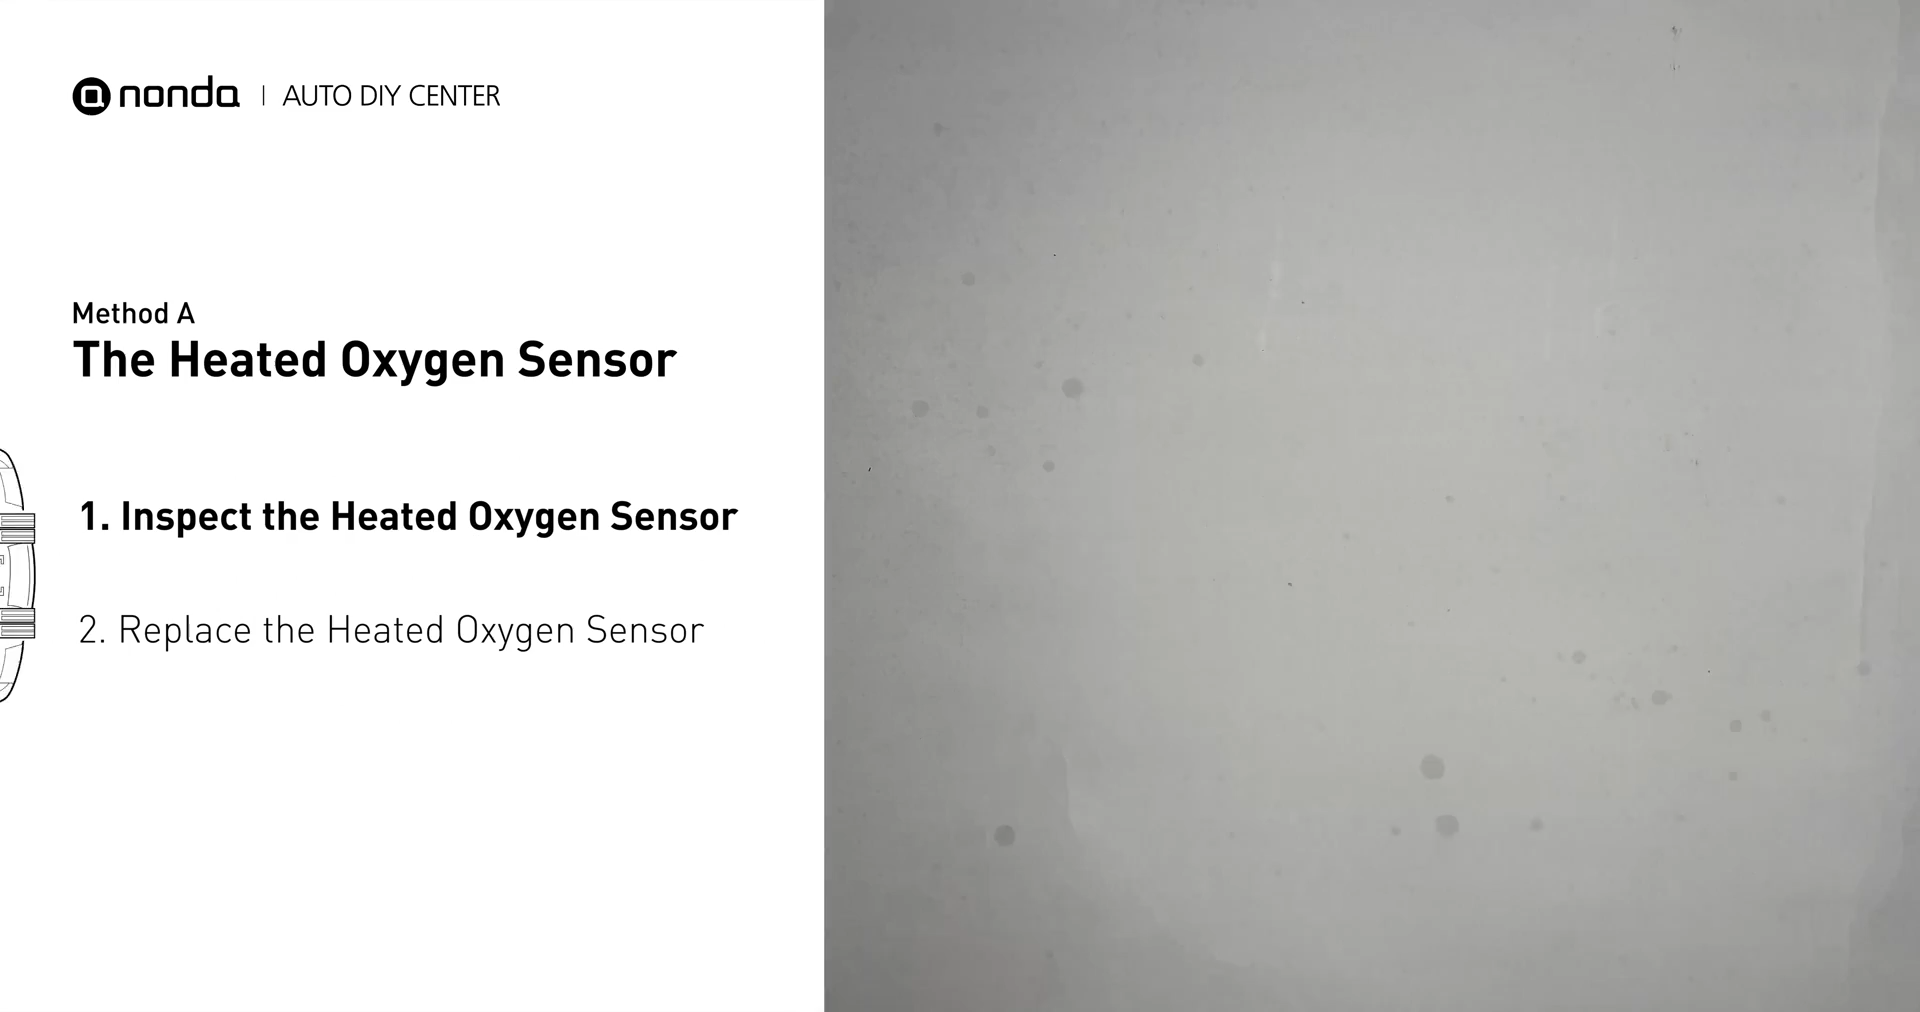 nonda | AUTO DIY CENTER
Method A
The Heated Oxygen Sensor
1. Inspect the Heated Oxygen Sensor
2. Replace the Heated Oxygen Sensor